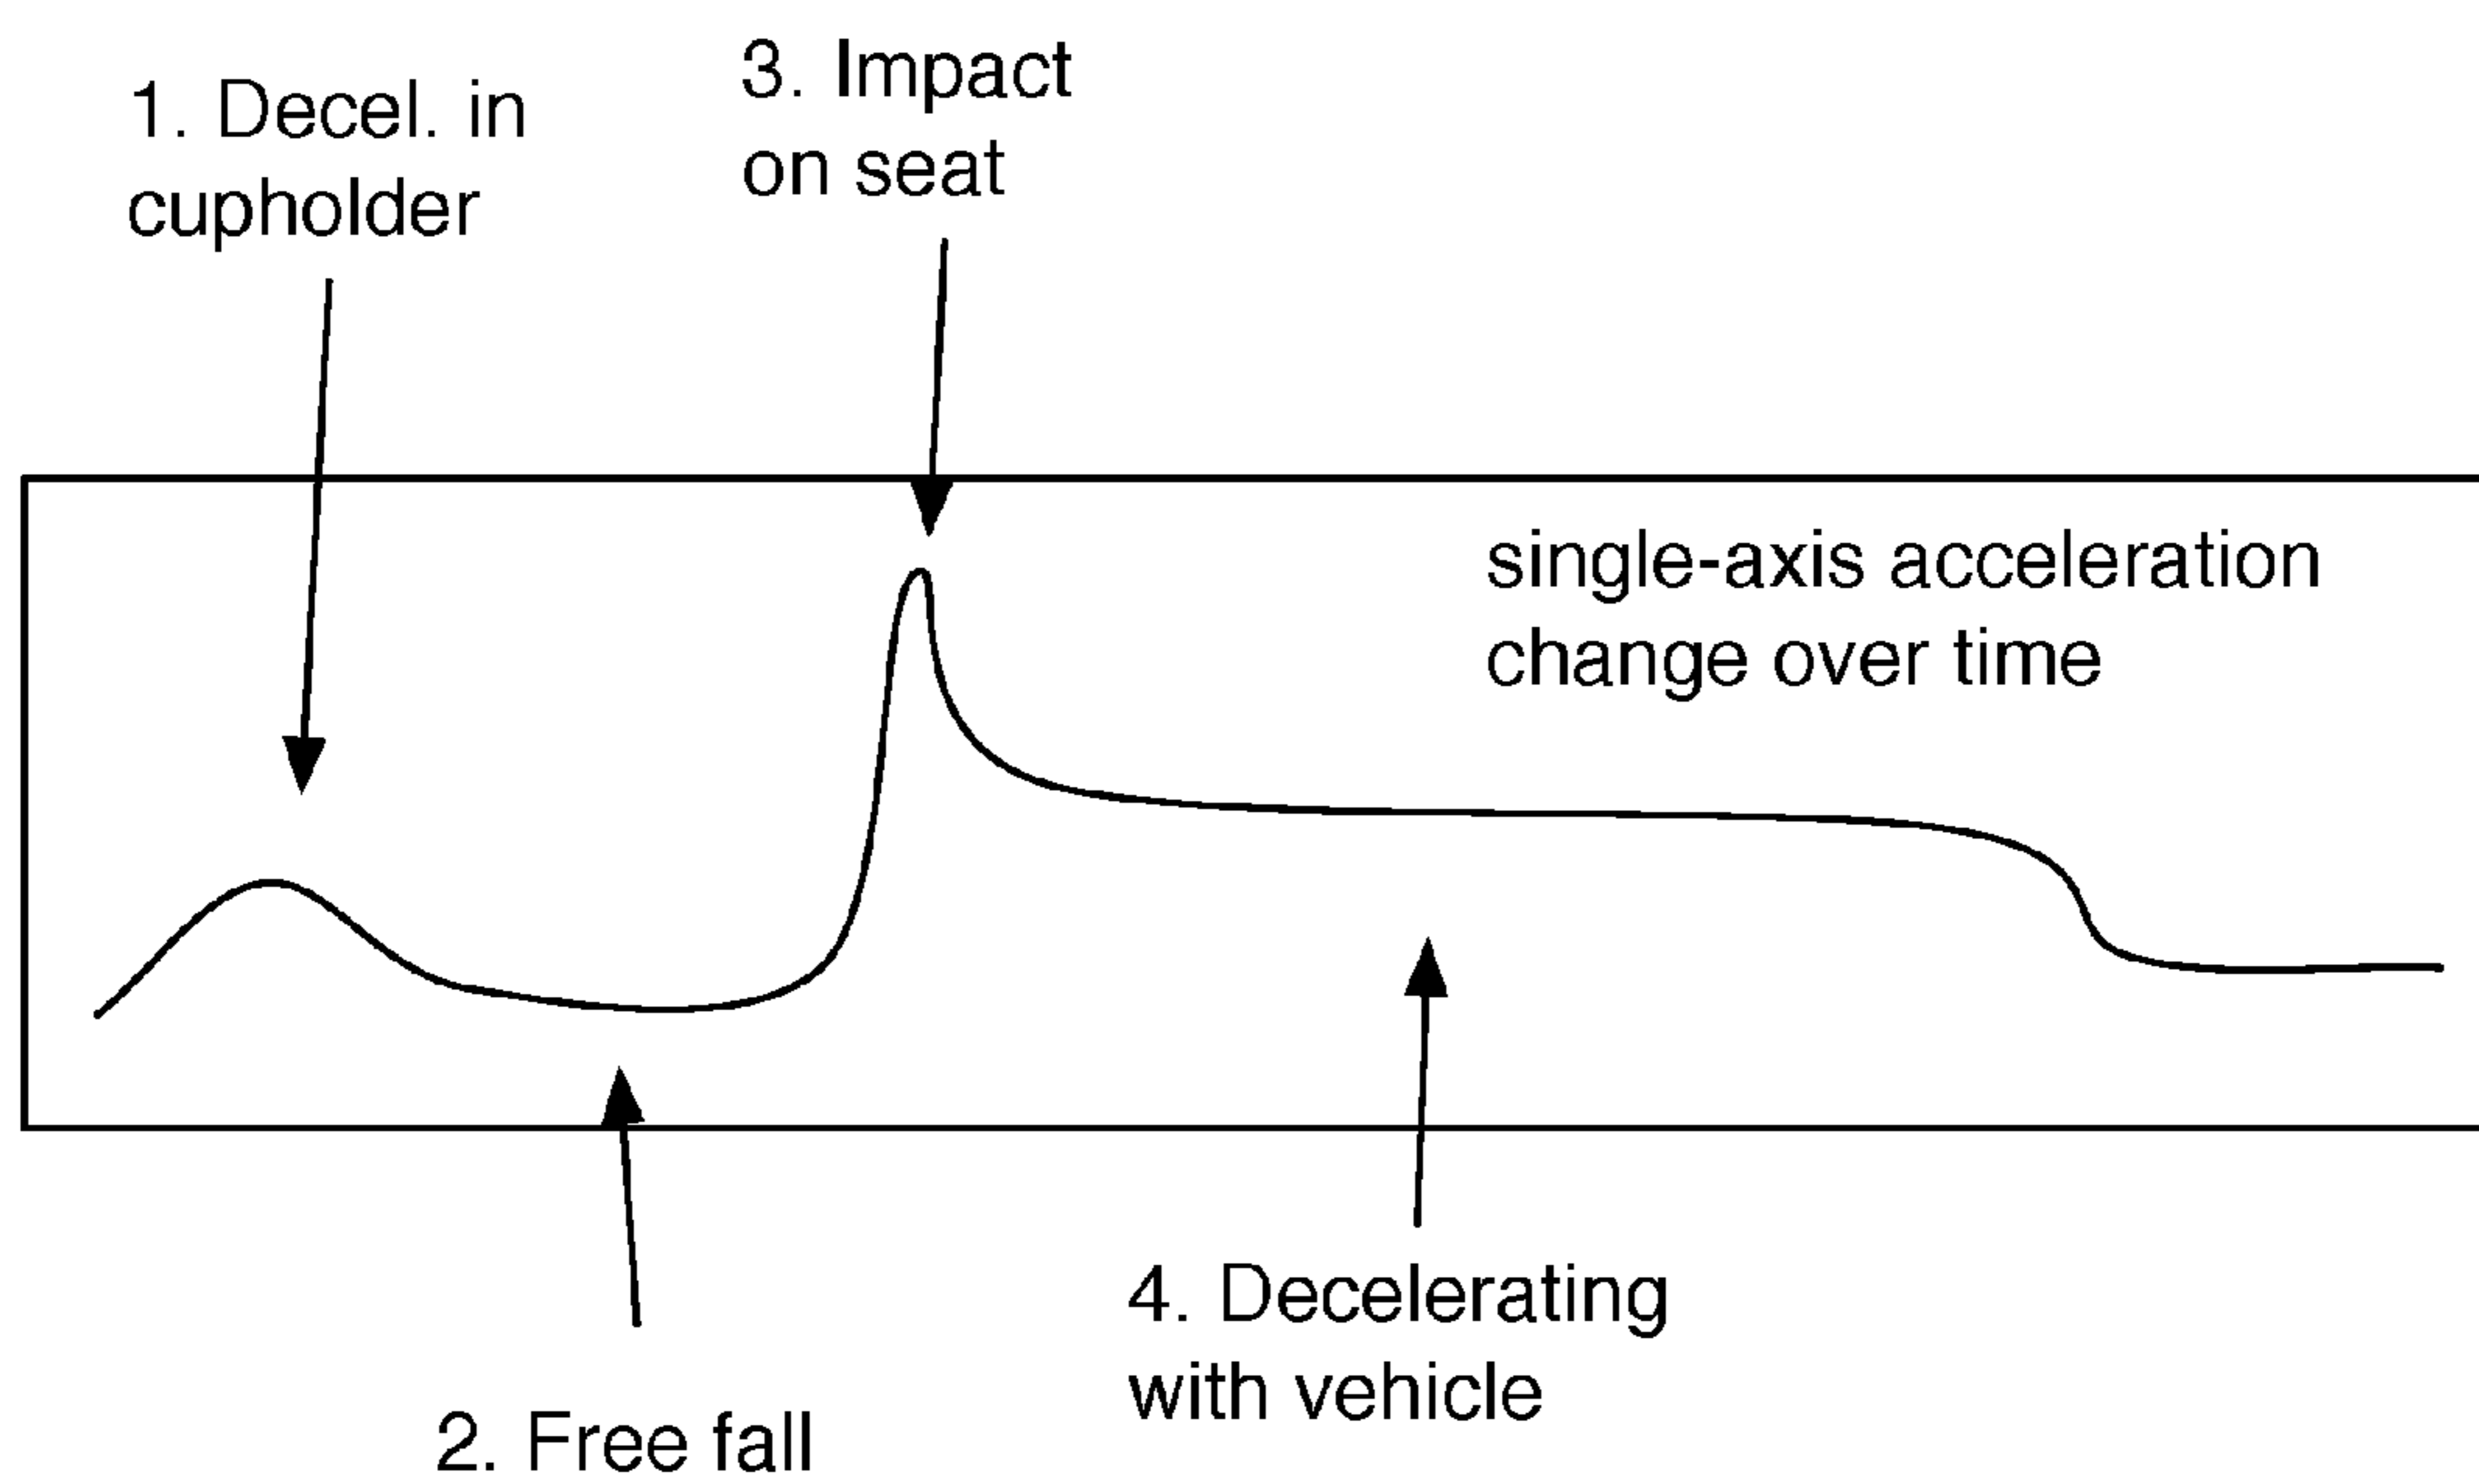 1. Decel. in
cupholder
3. Impact
on seat
single-axis acceleration
change over time
4. Decelerating
with vehicle
2. Free fall